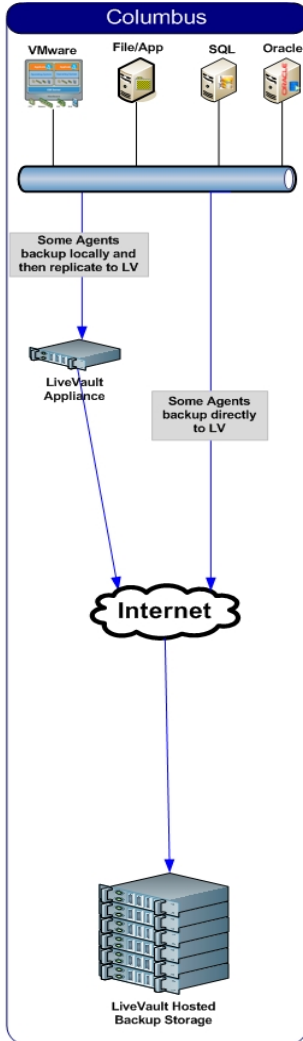 Columbus
VMware
File/App
SQL
Oracle
ORACLE
Some Agents
backup locally and
then replicate to LV
LiveVault
Appliance
Some Agents
backup directly
to LV
Internet
LiveVault Hosted
Backup Storage